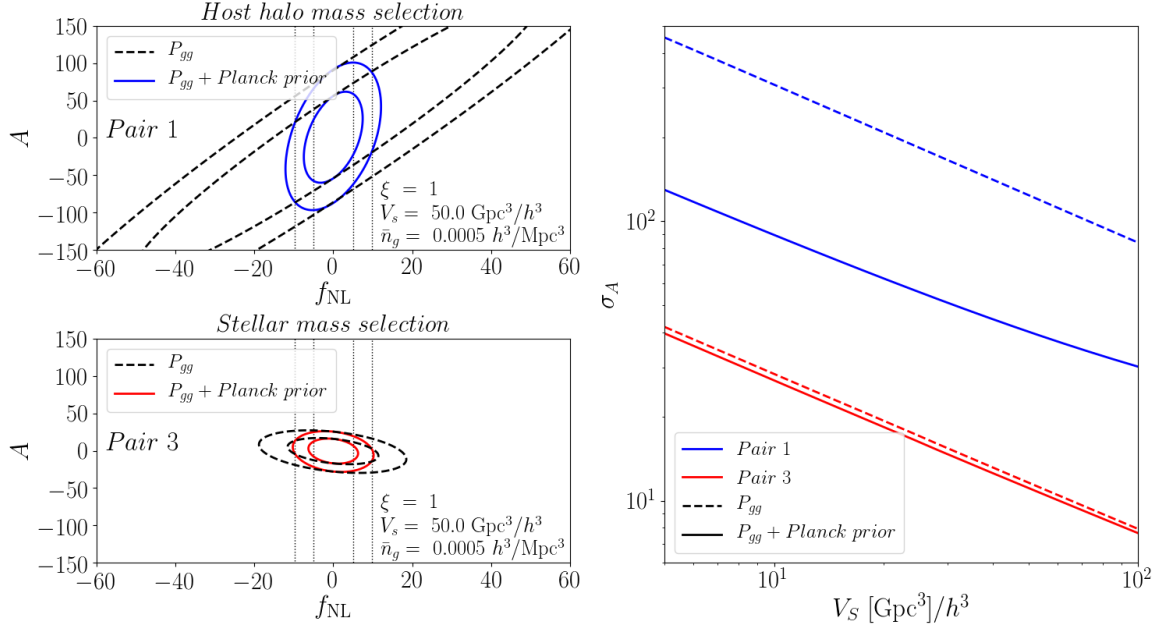 Host halo mass selection
150
100
50
0
−50
−100
−150
A
P_gg
P_gg + Planck prior
Pair 1
ξ = 1
V_s = 50.0 Gpc³/h³
n̄_g = 0.0005 h³/Mpc³
−60 −40 −20 0 20 40 60
f_NL
Stellar mass selection
150
100
50
0
−50
−100
−150
A
P_gg
P_gg + Planck prior
Pair 3
ξ = 1
V_s = 50.0 Gpc³/h³
n̄_g = 0.0005 h³/Mpc³
−60 −40 −20 0 20 40 60
f_NL
σ_A
10²
10¹
Pair 1
Pair 3
P_gg
P_gg + Planck prior
10¹ 10²
V_S [Gpc³]/h³